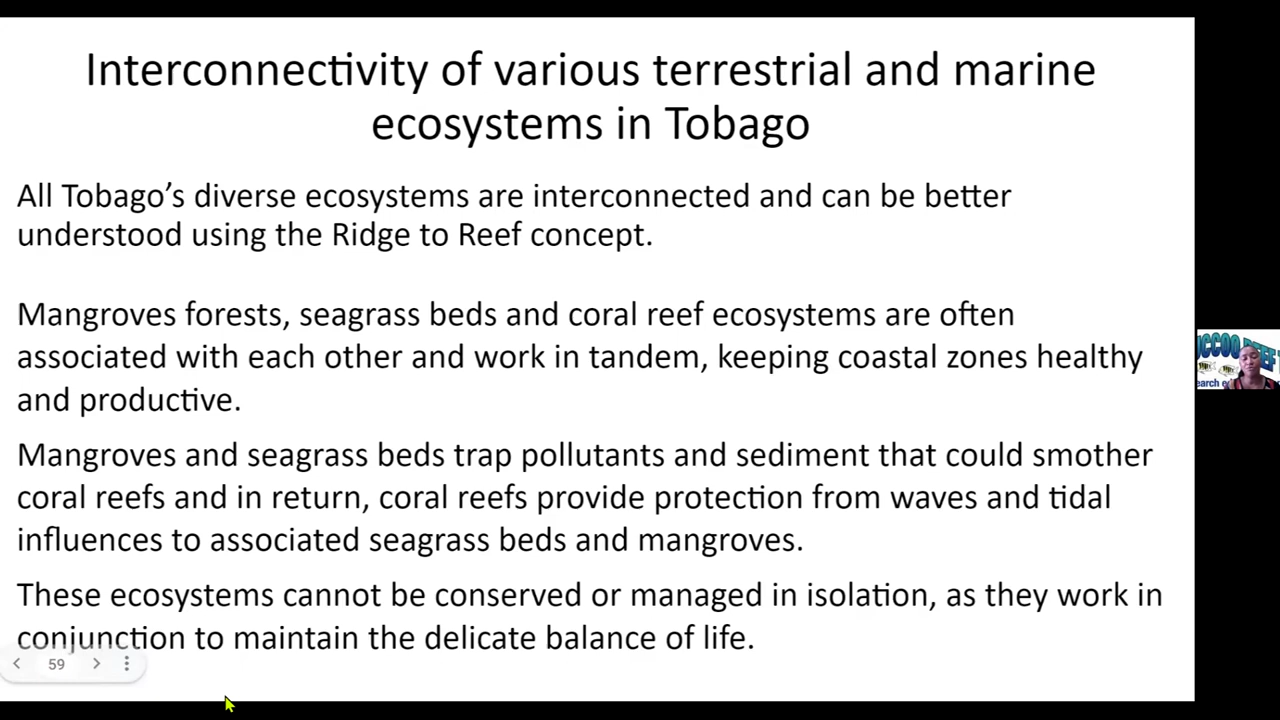 Interconnectivity of various terrestrial and marine
ecosystems in Tobago
All Tobago's diverse ecosystems are interconnected and can be better
understood using the Ridge to Reef concept.
Mangroves forests, seagrass beds and coral reef ecosystems are often
associated with each other and work in tandem, keeping coastal zones healthy
and productive.
Mangroves and seagrass beds trap pollutants and sediment that could smother
coral reefs and in return, coral reefs provide protection from waves and tidal
influences to associated seagrass beds and mangroves.
These ecosystems cannot be conserved or managed in isolation, as they work in
conjunction to maintain the delicate balance of life.
59
UCCOO REEF
earch